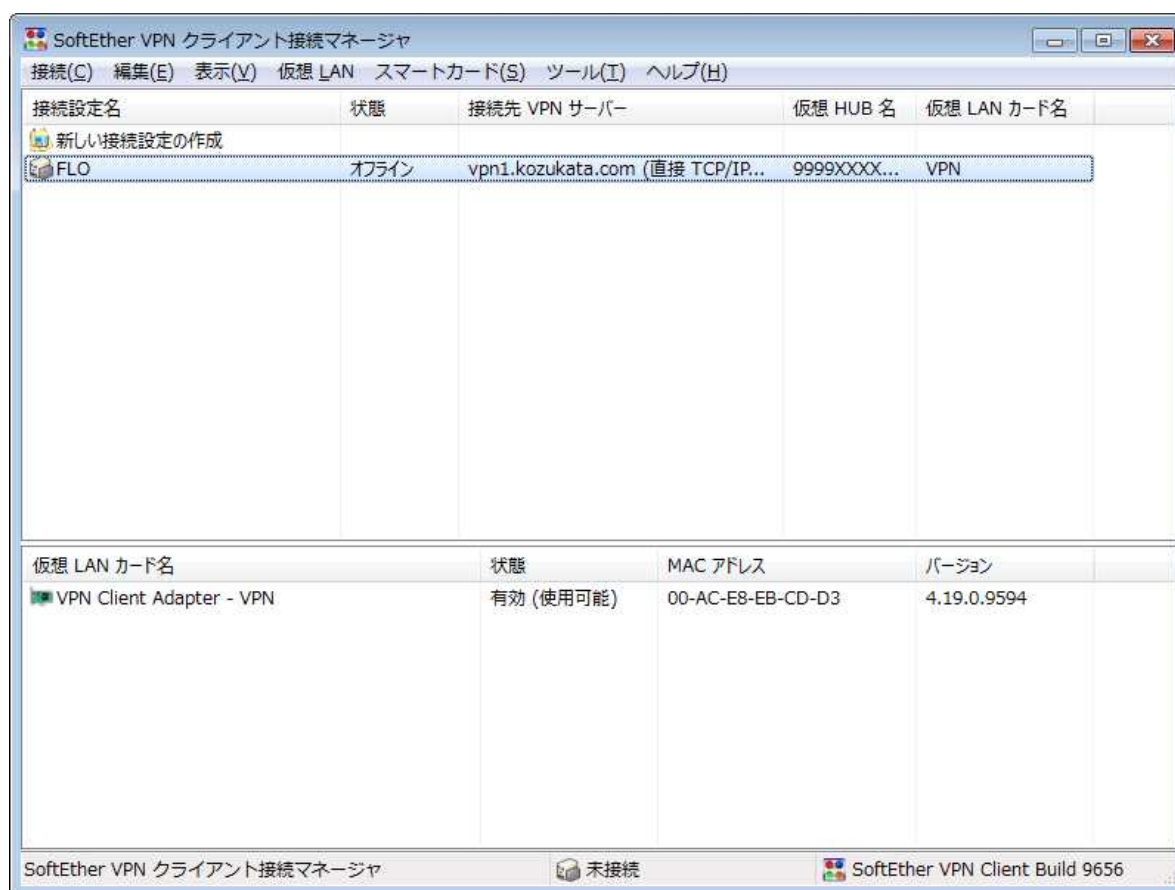 SoftEther VPN クライアント接続マネージャ
接続(C) 編集(E) 表示(V) 仮想 LAN スマートカード(S) ツール(T) ヘルプ(H)
接続設定名 状態 接続先 VPN サーバー 仮想 HUB 名 仮想 LAN カード名
新しい接続設定の作成
FLO オフライン vpn1.kozukata.com (直接 TCP/IP... 9999XXXX... VPN
仮想 LAN カード名 状態 MAC アドレス バージョン
VPN Client Adapter - VPN 有効 (使用可能) 00-AC-E8-EB-CD-D3 4.19.0.9594
SoftEther VPN クライアント接続マネージャ 未接続 SoftEther VPN Client Build 9656